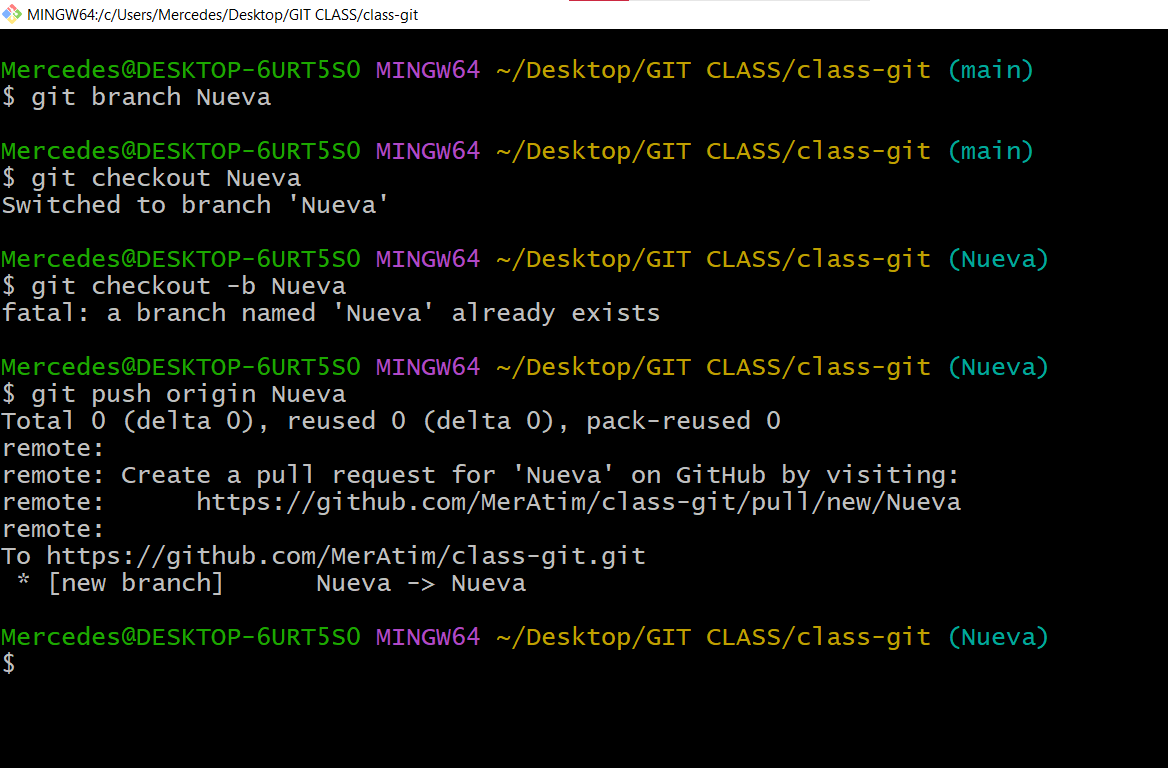 MINGW64:/c/Users/Mercedes/Desktop/GIT CLASS/class-git
Mercedes@DESKTOP-6URT5SO MINGW64 ~/Desktop/GIT CLASS/class-git (main)
$ git branch Nueva
Mercedes@DESKTOP-6URT5SO MINGW64 ~/Desktop/GIT CLASS/class-git (main)
$ git checkout Nueva
Switched to branch 'Nueva'
Mercedes@DESKTOP-6URT5SO MINGW64 ~/Desktop/GIT CLASS/class-git (Nueva)
$ git checkout -b Nueva
fatal: a branch named 'Nueva' already exists
Mercedes@DESKTOP-6URT5SO MINGW64 ~/Desktop/GIT CLASS/class-git (Nueva)
$ git push origin Nueva
Total 0 (delta 0), reused 0 (delta 0), pack-reused 0
remote:
remote: Create a pull request for 'Nueva' on GitHub by visiting:
remote:      https://github.com/MerAtim/class-git/pull/new/Nueva
remote:
To https://github.com/MerAtim/class-git.git
 * [new branch]      Nueva -> Nueva
Mercedes@DESKTOP-6URT5SO MINGW64 ~/Desktop/GIT CLASS/class-git (Nueva)
$